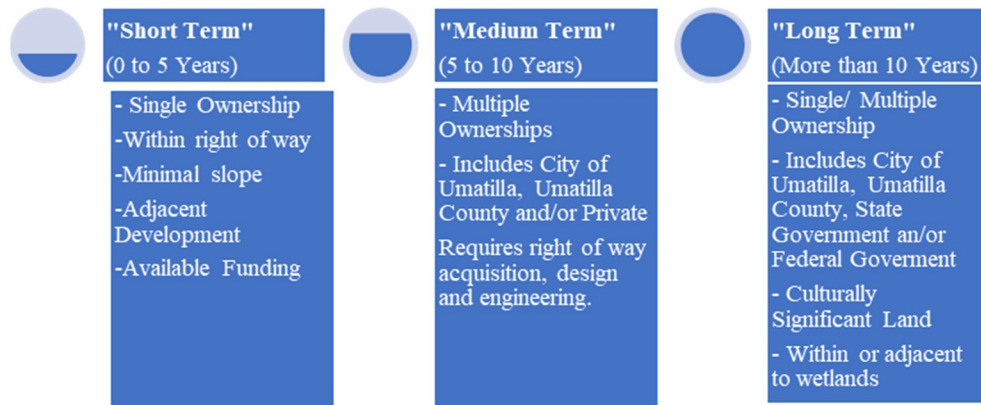 "Short Term"
(0 to 5 Years)
- Single Ownership
-Within right of way
-Minimal slope
-Adjacent
Development
-Available Funding
"Medium Term"
(5 to 10 Years)
- Multiple
Ownerships
- Includes City of
Umatilla, Umatilla
County and/or Private
Requires right of way
acquisition, design
and engineering.
"Long Term"
(More than 10 Years)
- Single/ Multiple
Ownership
- Includes City of
Umatilla, Umatilla
County, State
Government an/or
Federal Goverment
- Culturally
Significant Land
- Within or adjacent
to wetlands